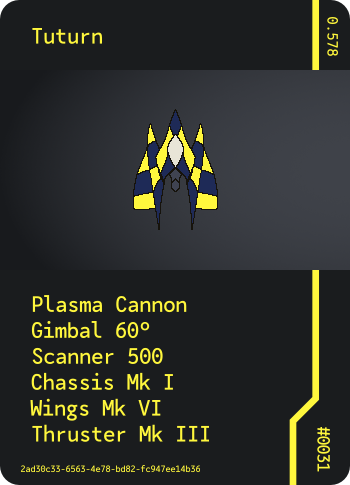 Tuturn
0.578
Plasma Cannon
Gimbal 60°
Scanner 500
Chassis Mk I
Wings Mk VI
Thruster Mk III
#0031
2ad30c33-6563-4e78-bd82-fc947ee14b36